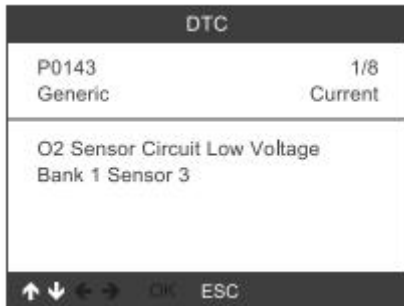 DTC
P0143 1/8
Generic Current
O2 Sensor Circuit Low Voltage
Bank 1 Sensor 3
OK ESC